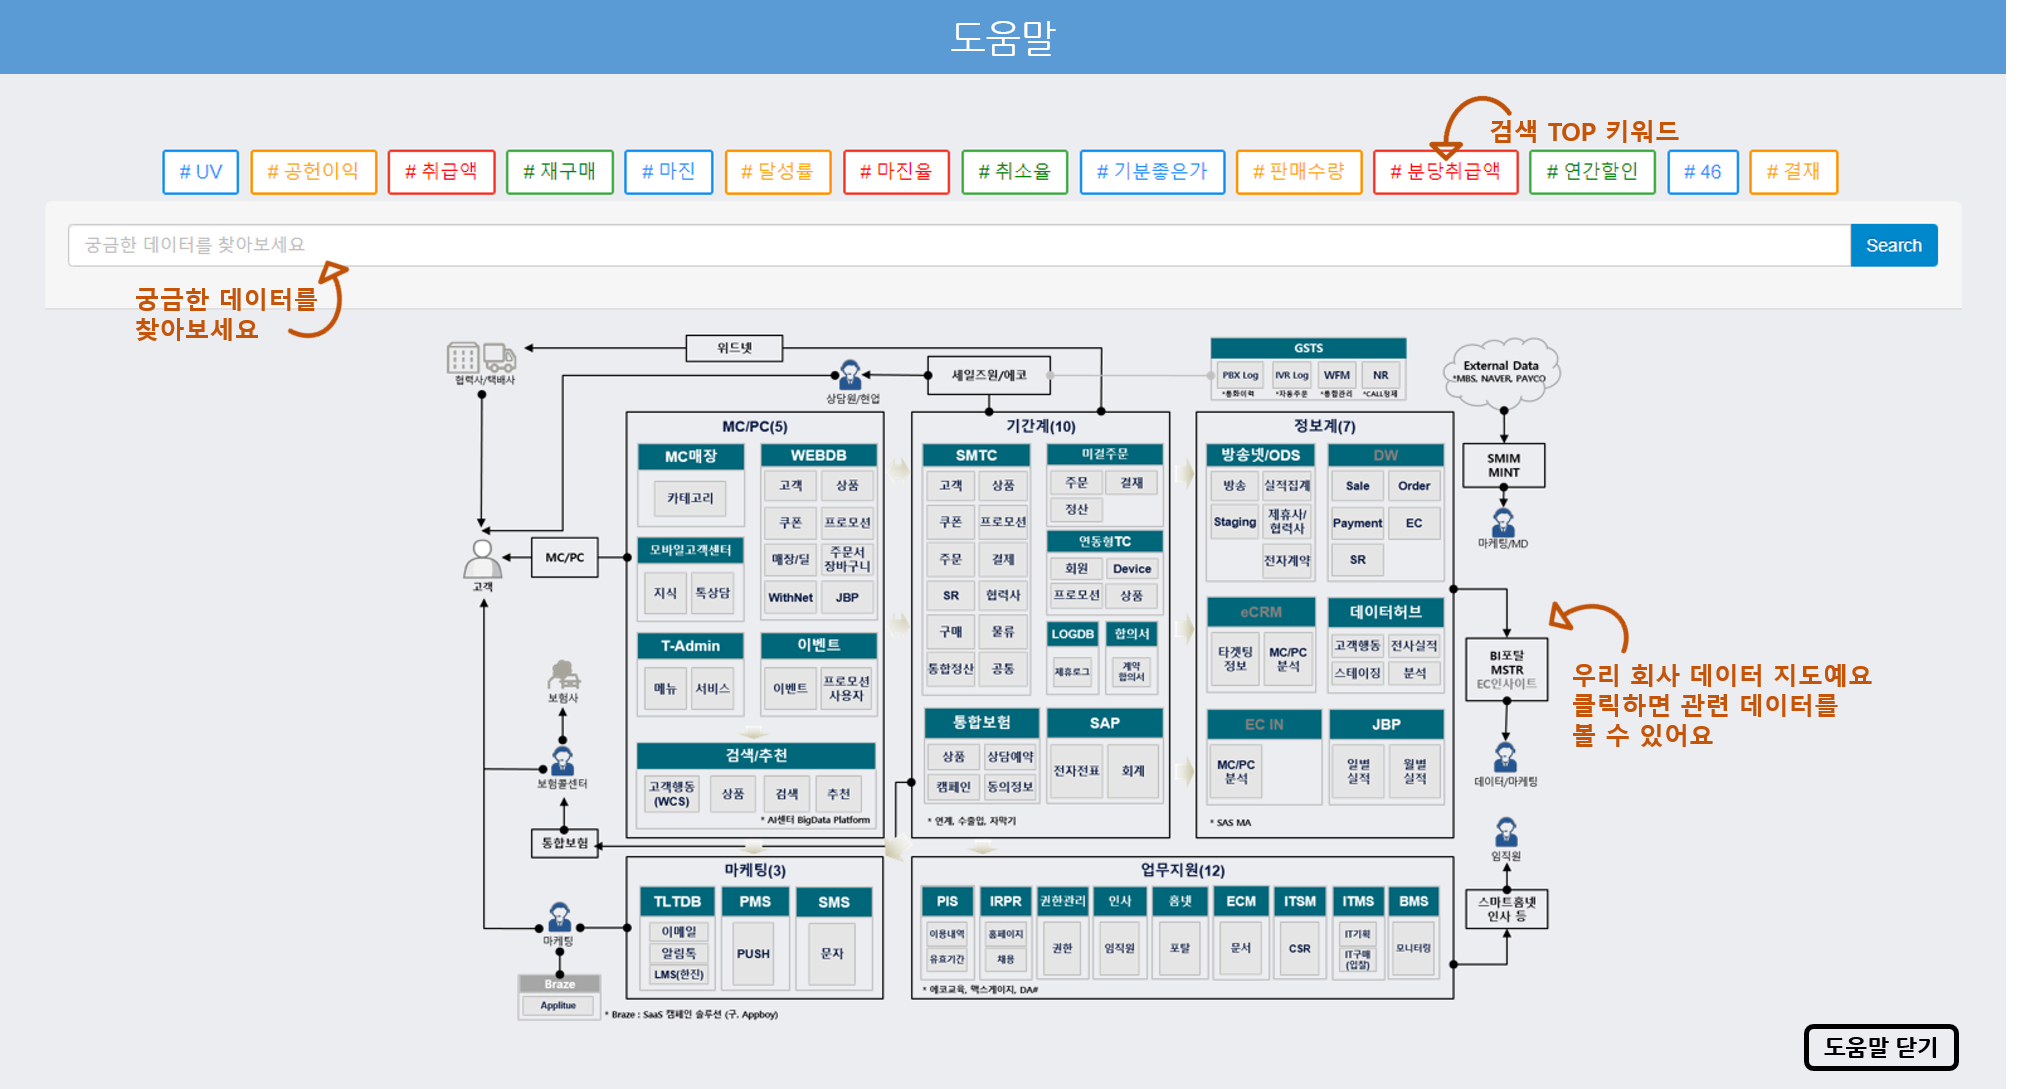 도움말
검색 TOP 키워드
# UV
# 공헌이익
# 취급액
# 재구매
# 마진
# 달성률
# 마진율
# 취소율
# 기분좋은가
# 판매수량
# 분당취급액
# 연간할인
# 46
# 결재
궁금한 데이터를 찾아보세요
Search
궁금한 데이터를
찾아보세요
협력사/택배사
위드넷
상담원/현업
세일즈원/에코
GSTS
PBX Log
IVR Log
WFM
NR
*통화이력
*자동주문
*통합관리
*CALL정제
External Data
*MBS, NAVER, PAYCO
SMIM
MINT
마케팅/MD
고객
MC/PC
MC/PC(5)
MC매장
카테고리
모바일고객센터
지식
톡상담
T-Admin
메뉴
서비스
WEBDB
고객
상품
쿠폰
프로모션
매장/딜
주문서
장바구니
WithNet
JBP
이벤트
이벤트
프로모션
사용자
검색/추천
고객행동
(WCS)
상품
검색
추천
* AI센터 BigData Platform
기간계(10)
SMTC
고객
상품
쿠폰
프로모션
주문
결제
SR
협력사
구매
물류
통합정산
공통
미결주문
주문
결재
정산
연동형TC
회원
Device
프로모션
상품
LOGDB
제휴로그
합의서
계약
합의서
통합보험
상품
상담예약
캠페인
동의정보
SAP
전자전표
회계
* 연계, 수출입, 자막기
정보계(7)
방송넷/ODS
방송
실적집계
Staging
제휴사/
협력사
전자계약
DW
Sale
Order
Payment
EC
SR
eCRM
타겟팅
정보
MC/PC
분석
데이터허브
고객행동
전사실적
스테이징
분석
EC IN
MC/PC
분석
JBP
일별
실적
월별
실적
* SAS MA
BI포탈
MSTR
EC인사이트
데이터/마케팅
우리 회사 데이터 지도예요
클릭하면 관련 데이터를
볼 수 있어요
보험사
보험콜센터
통합보험
마케팅
Braze
Applitue
* Braze : SaaS 캠페인 솔루션 (구. Appboy)
마케팅(3)
TLTDB
이메일
알림톡
LMS(한진)
PMS
PUSH
SMS
문자
업무지원(12)
PIS
이용내역
유효기간
IRPR
홈페이지
채용
권한관리
권한
인사
임직원
홈넷
포탈
ECM
문서
ITSM
CSR
ITMS
IT기획
IT구매
(입찰)
BMS
모니터링
* 에코교육, 맥스게이지, DA#
임직원
스마트홈넷
인사 등
도움말 닫기